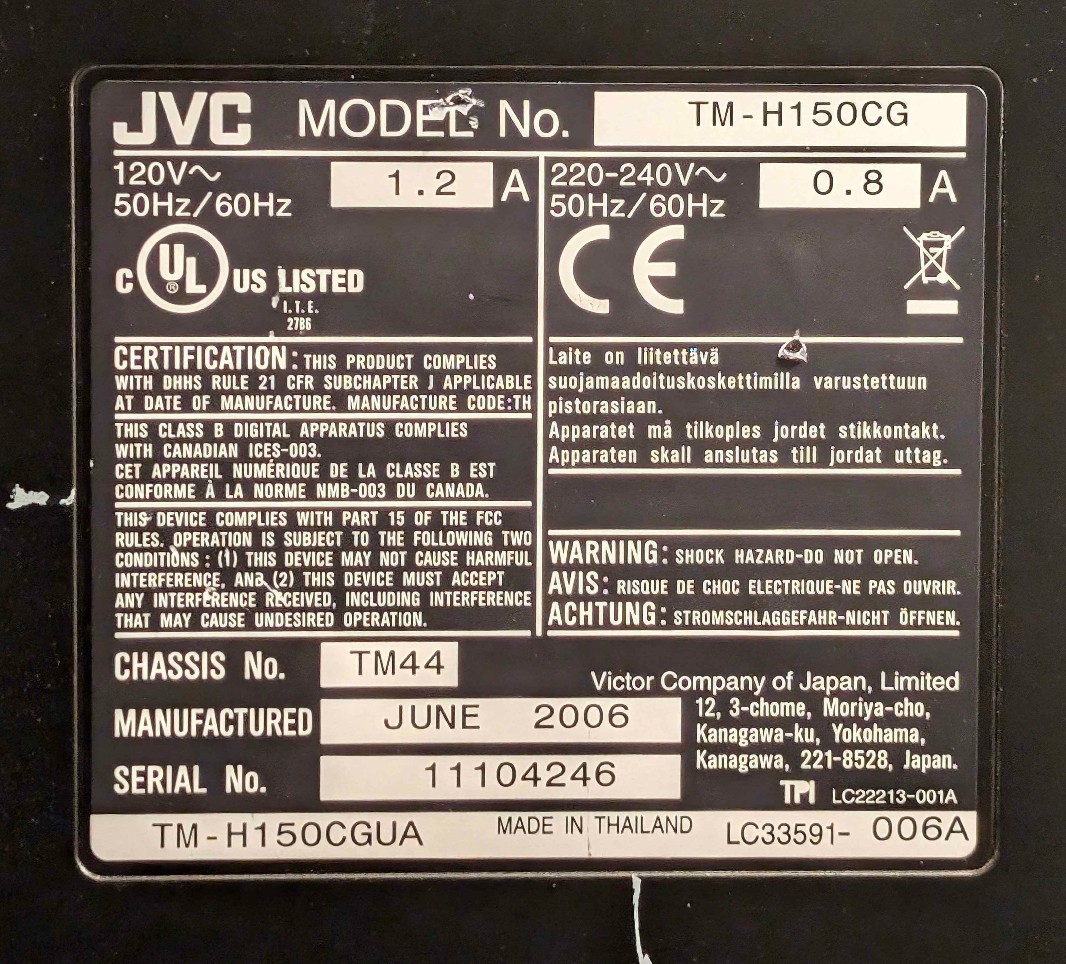 JVC MODEL No. TM-H150CG
120V～ 1.2 A
50Hz/60Hz
C UL ® US LISTED
I.T.E.
27B6
220-240V～ 0.8 A
50Hz/60Hz
CE
CERTIFICATION: THIS PRODUCT COMPLIES
WITH DHHS RULE 21 CFR SUBCHAPTER J APPLICABLE
AT DATE OF MANUFACTURE. MANUFACTURE CODE:TH
THIS CLASS B DIGITAL APPARATUS COMPLIES
WITH CANADIAN ICES-003.
CET APPAREIL NUMÉRIQUE DE LA CLASSE B EST
CONFORME À LA NORME NMB-003 DU CANADA.
THIS DEVICE COMPLIES WITH PART 15 OF THE FCC
RULES. OPERATION IS SUBJECT TO THE FOLLOWING TWO
CONDITIONS : (1) THIS DEVICE MAY NOT CAUSE HARMFUL
INTERFERENCE, AND (2) THIS DEVICE MUST ACCEPT
ANY INTERFERENCE RECEIVED, INCLUDING INTERFERENCE
THAT MAY CAUSE UNDESIRED OPERATION.
Laite on liitettävä
suojamaadoituskoskettimilla varustettuun
pistorasiaan.
Apparatet må tilkoples jordet stikkontakt.
Apparaten skall anslutas till jordat uttag.
WARNING: SHOCK HAZARD-DO NOT OPEN.
AVIS: RISQUE DE CHOC ELECTRIQUE-NE PAS OUVRIR.
ACHTUNG: STROMSCHLAGGEFAHR-NICHT ÖFFNEN.
CHASSIS No. TM44
MANUFACTURED JUNE 2006
SERIAL No. 11104246
Victor Company of Japan, Limited
12, 3-chome, Moriya-cho,
Kanagawa-ku, Yokohama,
Kanagawa, 221-8528, Japan.
TPI LC22213-001A
TM-H150CGUA MADE IN THAILAND LC33591- 006A